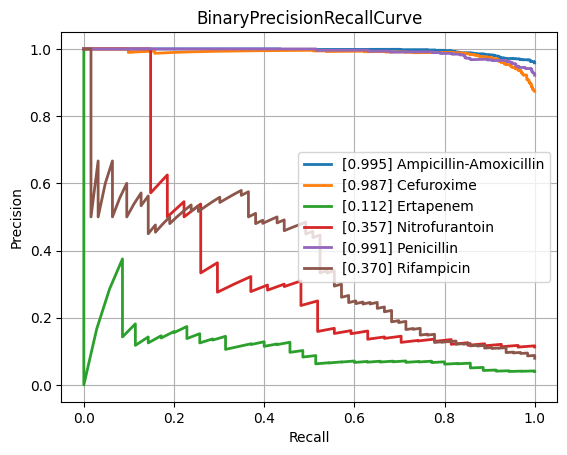 BinaryPrecisionRecallCurve
Precision
1.0
0.8
0.6
0.4
0.2
0.0
[0.995] Ampicillin-Amoxicillin
[0.987] Cefuroxime
[0.112] Ertapenem
[0.357] Nitrofurantoin
[0.991] Penicillin
[0.370] Rifampicin
0.0 0.2 0.4 0.6 0.8 1.0
Recall